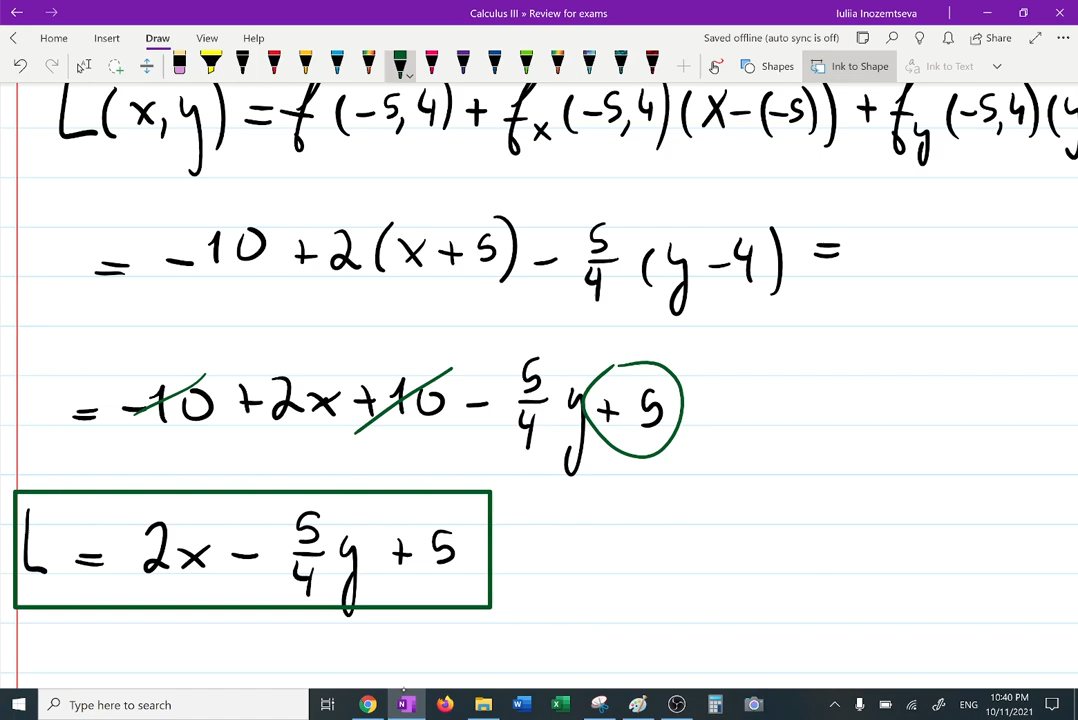 Calculus III » Review for exams
Iuliia Inozemtseva
Home Insert Draw View Help
Saved offline (auto sync is off)
Share
Shapes
Ink to Shape
Ink to Text
L(x,y) = f(-5,4) + fx(-5,4)(x-(-5)) + fy(-5,4)(y
= -10 + 2(x+5) - 5/4 (y-4) =
= -10 + 2x + 10 - 5/4 y + 5
L = 2x - 5/4 y + 5
Type here to search
ENG
10:40 PM
10/11/2021